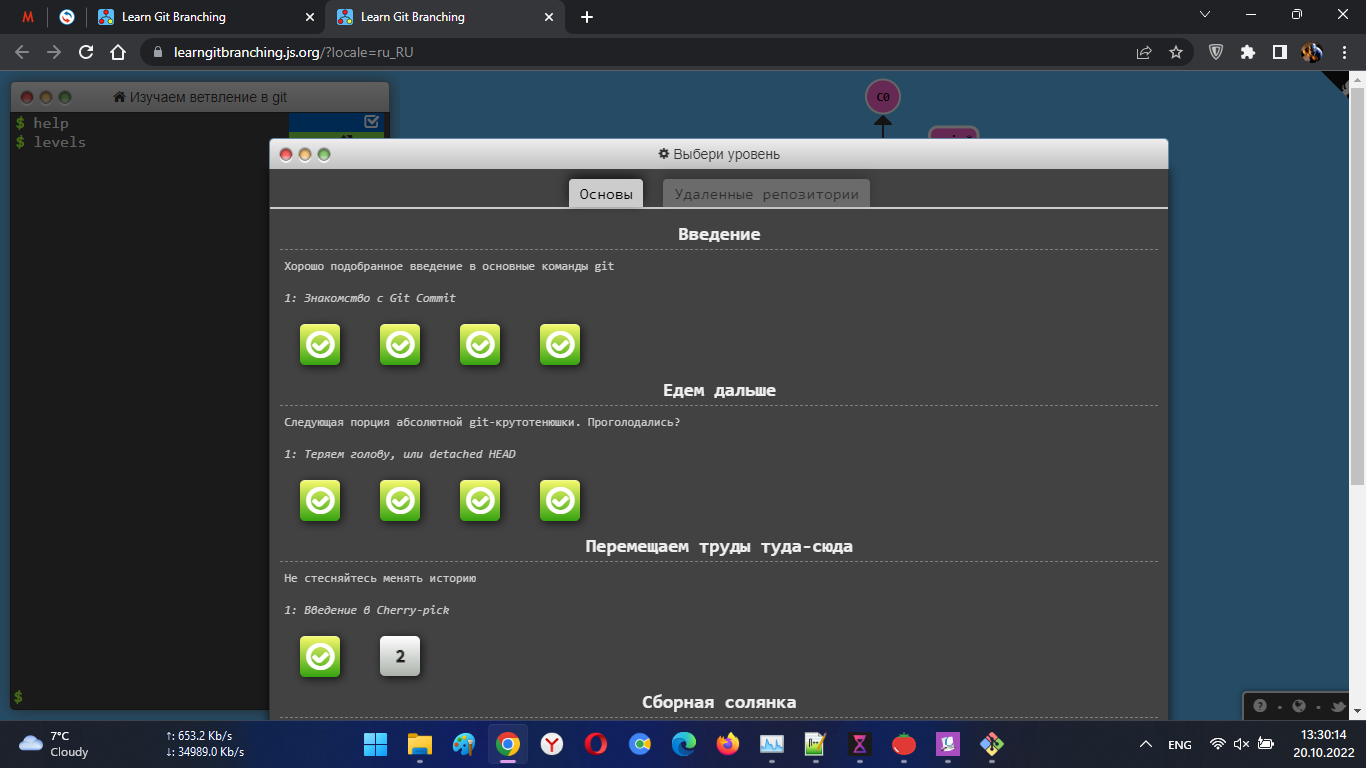 Learn Git Branching
Learn Git Branching
learngitbranching.js.org/?locale=ru_RU
Изучаем ветвление в git
C0
$ help
$ levels
Выбери уровень
Основы
Удаленные репозитории
Введение
Хорошо подобранное введение в основные команды git
1: Знакомство с Git Commit
Едем дальше
Следующая порция абсолютной git-крутотенюшки. Проголодались?
1: Теряем голову, или detached HEAD
Перемещаем труды туда-сюда
Не стесняйтесь менять историю
1: Введение в Cherry-pick
2
Сборная солянка
$
7°C
Cloudy
↑: 653.2 Kb/s
↓: 34989.0 Kb/s
ENG
13:30:14
20.10.2022